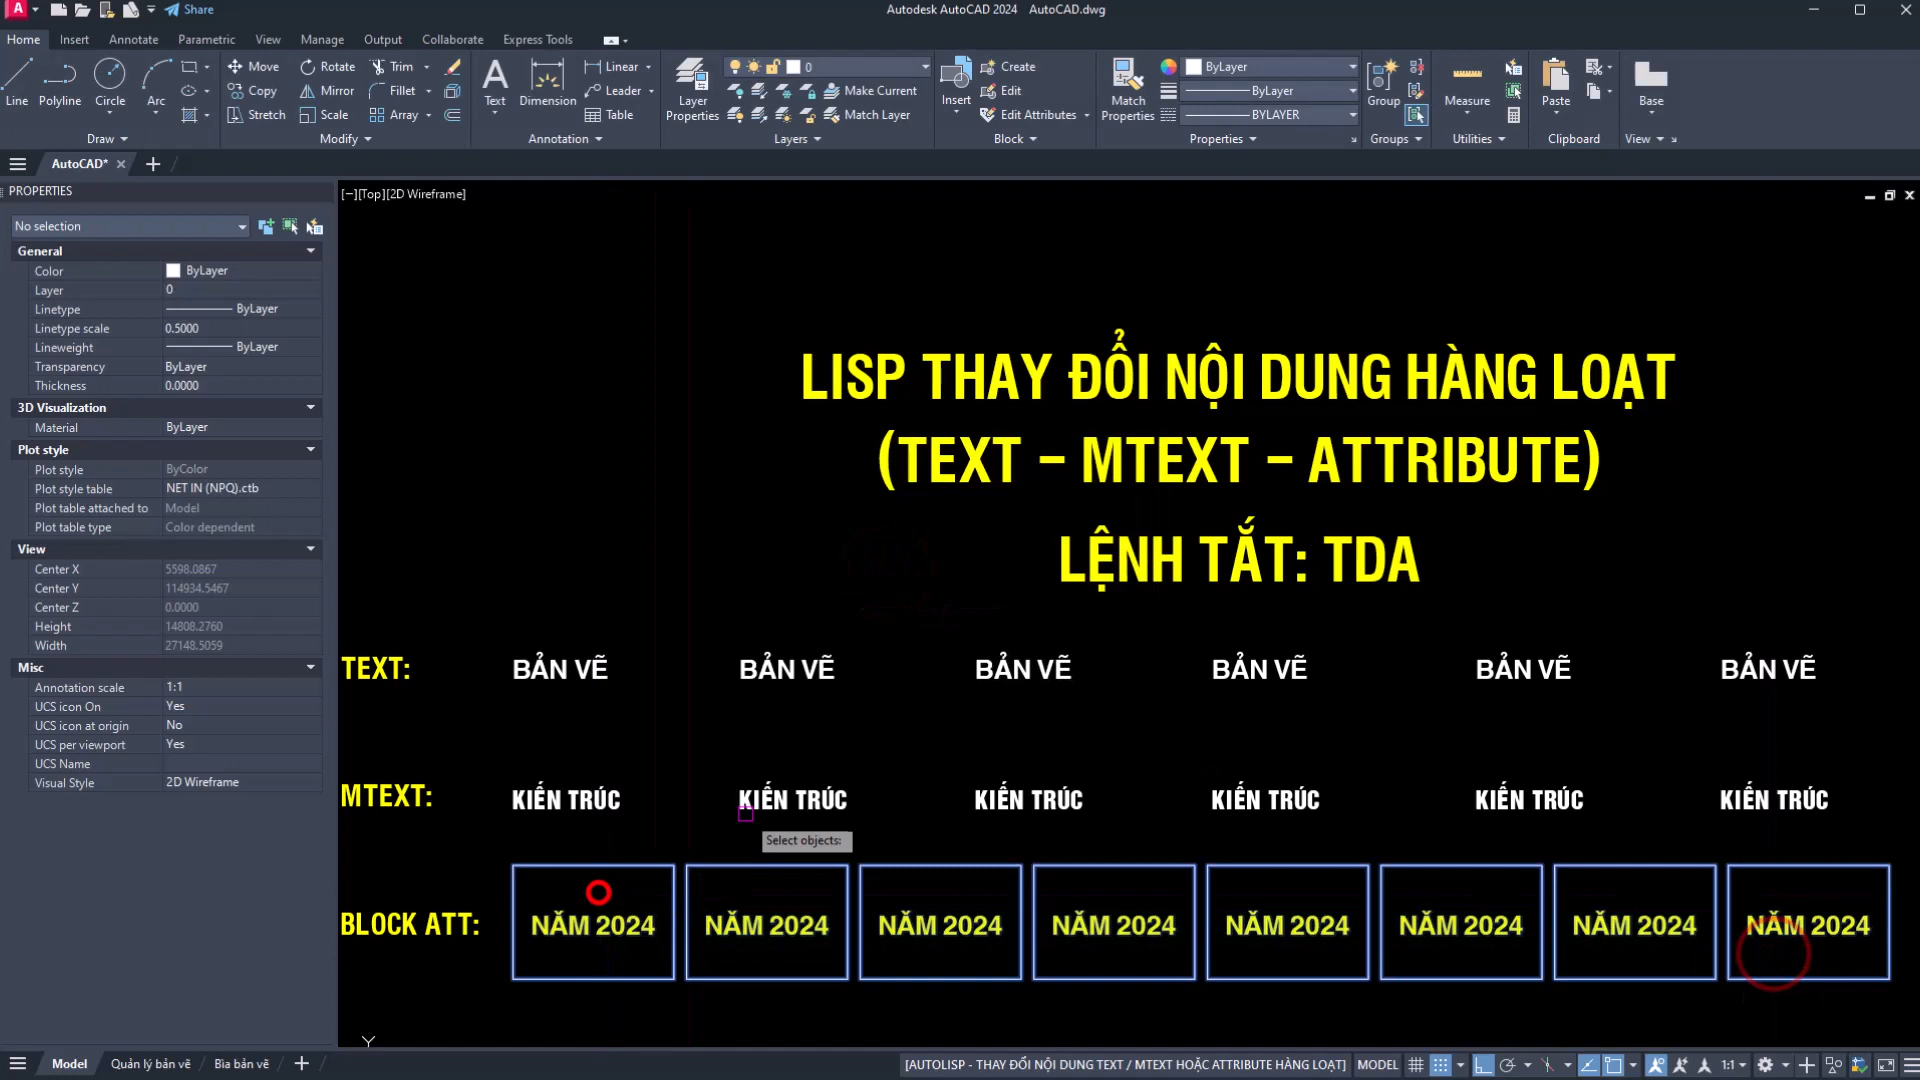 A Share Autodesk AutoCAD 2024 AutoCAD.dwg
Home Insert Annotate Parametric View Manage Output Collaborate Express Tools
Line Polyline Circle Arc
Move Rotate Trim
Copy Mirror Fillet
Stretch Scale Array
Text Dimension
Linear
Leader
Table
Layer Properties
0
Make Current
Match Layer
Insert
Create
Edit
Edit Attributes
Match Properties
ByLayer
ByLayer
BYLAYER
Group Measure Paste Base
Draw Modify Annotation Layers Block Properties Groups Utilities Clipboard View
AutoCAD*
PROPERTIES
No selection
General
Color ByLayer
Layer 0
Linetype ByLayer
Linetype scale 0.5000
Lineweight ByLayer
Transparency ByLayer
Thickness 0.0000
3D Visualization
Material ByLayer
Plot style
Plot style ByColor
Plot style table NET IN (NPQ).ctb
Plot table attached to Model
Plot table type Color dependent
View
Center X 5598.0867
Center Y 114934.5467
Center Z 0.0000
Height 14808.2760
Width 27148.5059
Misc
Annotation scale 1:1
UCS icon On Yes
UCS icon at origin No
UCS per viewport Yes
UCS Name
Visual Style 2D Wireframe
[−][Top][2D Wireframe]
LISP THAY ĐỔI NỘI DUNG HÀNG LOẠT
(TEXT - MTEXT - ATTRIBUTE)
LỆNH TẮT: TDA
TEXT: BẢN VẼ BẢN VẼ BẢN VẼ BẢN VẼ BẢN VẼ BẢN VẼ
MTEXT: KIẾN TRÚC KIẾN TRÚC KIẾN TRÚC KIẾN TRÚC KIẾN TRÚC KIẾN TRÚC
Select objects:
BLOCK ATT: NĂM 2024 NĂM 2024 NĂM 2024 NĂM 2024 NĂM 2024 NĂM 2024 NĂM 2024 NĂM 2024
Y
Model Quản lý bản vẽ Bìa bản vẽ
[AUTOLISP - THAY ĐỔI NỘI DUNG TEXT / MTEXT HOẶC ATTRIBUTE HÀNG LOẠT] MODEL 1:1